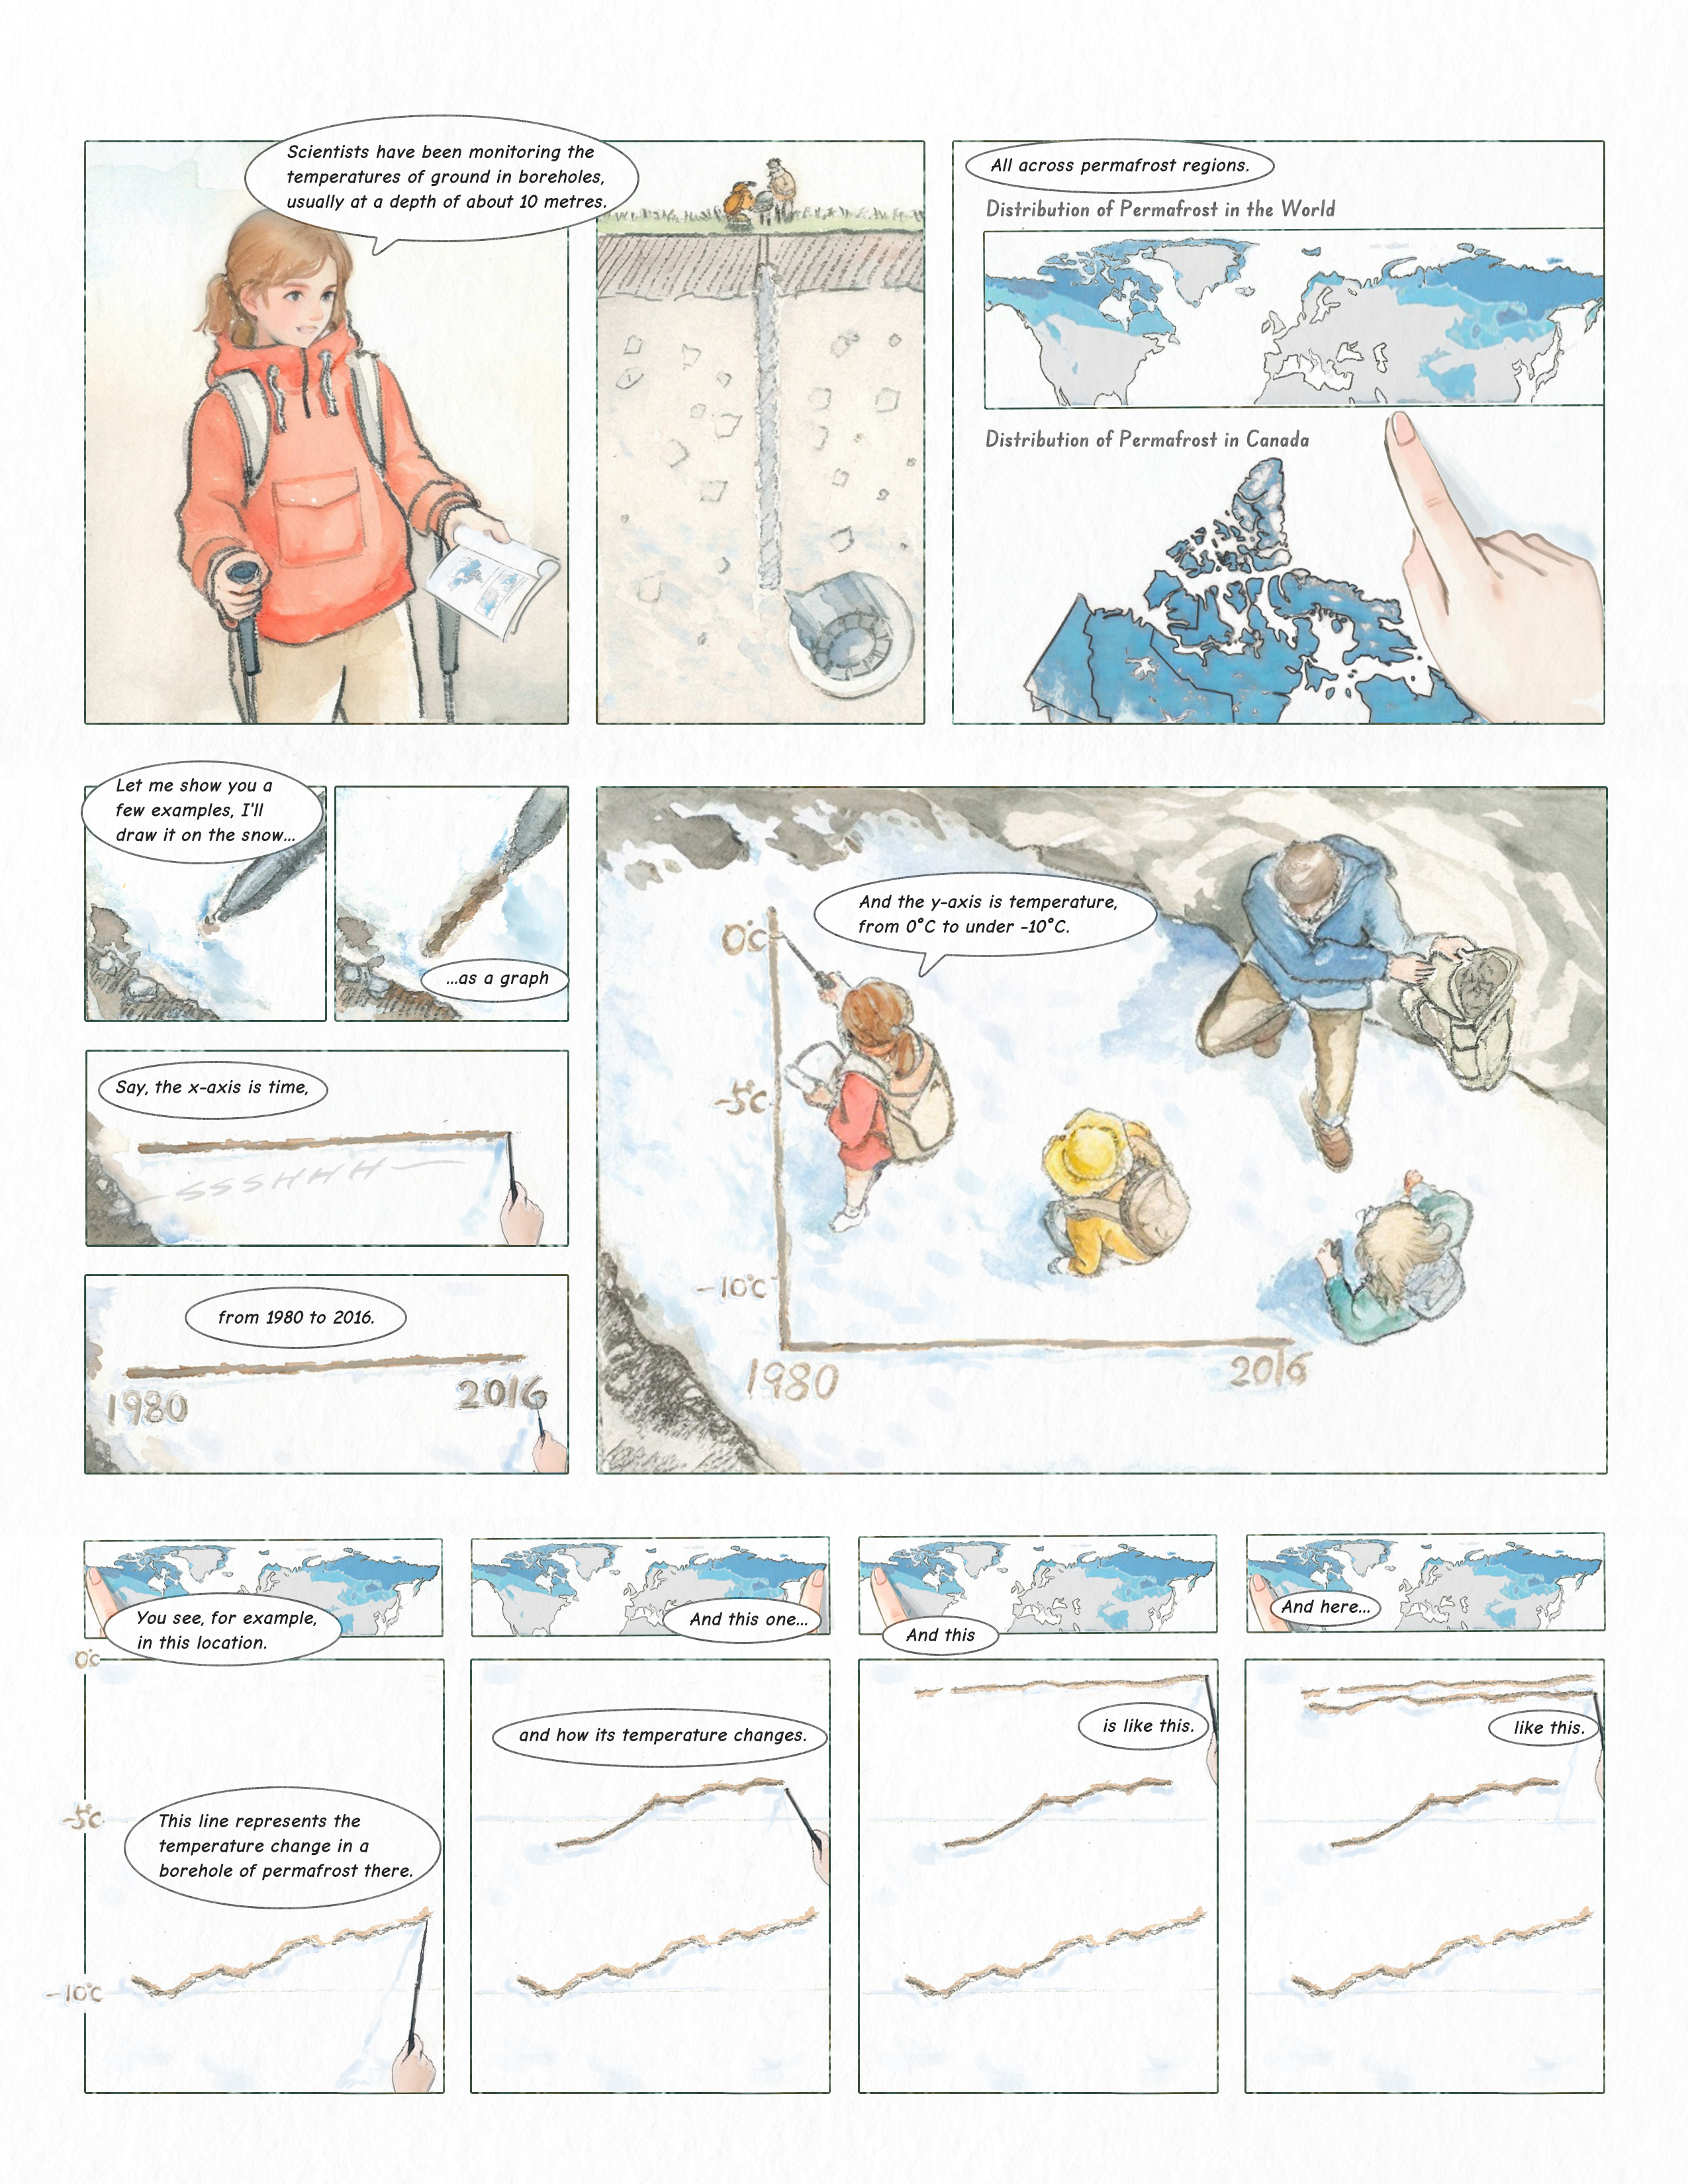 Scientists have been monitoring the
temperatures of ground in boreholes,
usually at a depth of about 10 metres.
All across permafrost regions.
Distribution of Permafrost in the World
Distribution of Permafrost in Canada
Let me show you a
few examples, I'll
draw it on the snow...
...as a graph
Say, the x-axis is time,
SSSHHH
from 1980 to 2016.
1980
2016
And the y-axis is temperature,
from 0°C to under -10°C.
0°C
-5°C
-10°C
1980
2016
You see, for example,
in this location.
And this one...
And this
And here...
0°C
and how its temperature changes.
is like this.
like this.
-5°C
This line represents the
temperature change in a
borehole of permafrost there.
-10°C